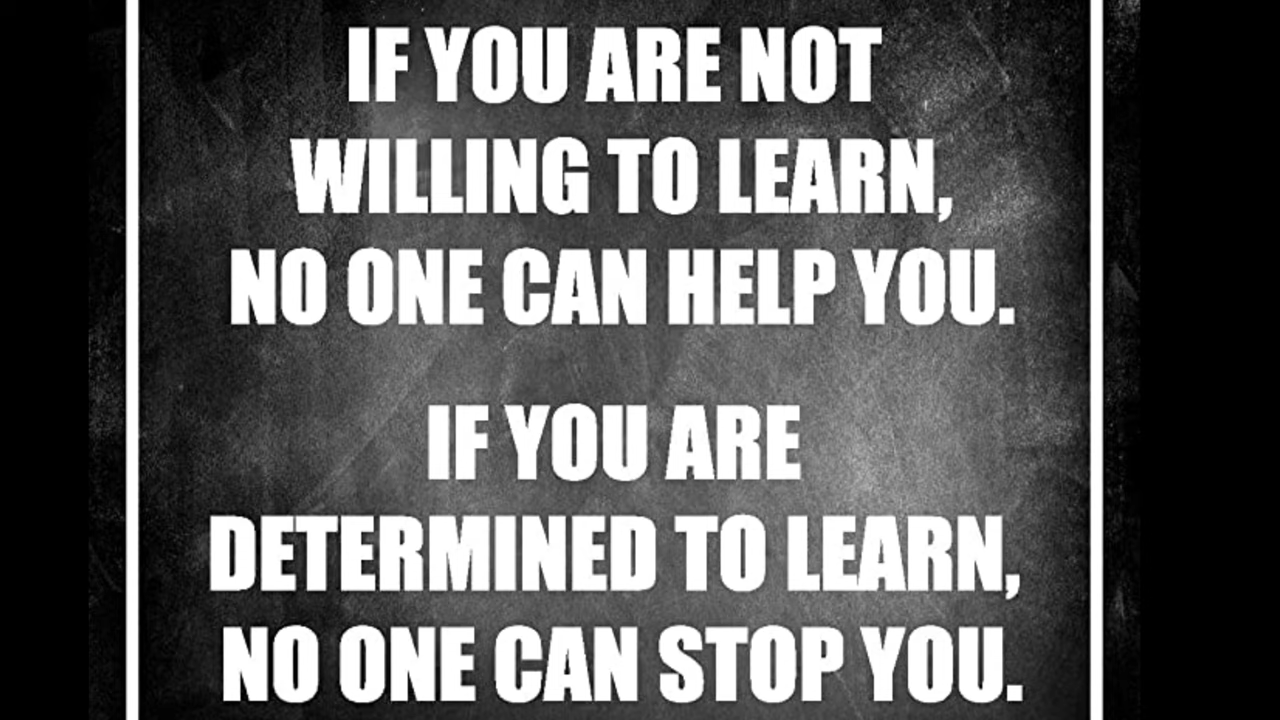 IF YOU ARE NOT
WILLING TO LEARN,
NO ONE CAN HELP YOU.
IF YOU ARE
DETERMINED TO LEARN,
NO ONE CAN STOP YOU.